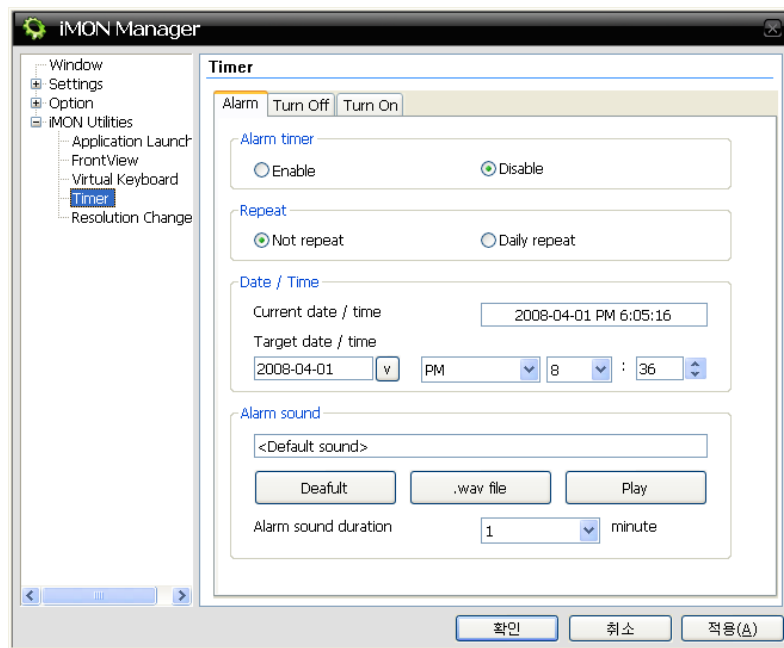 iMON Manager
Window
Settings
Option
iMON Utilities
Application Launch
FrontView
Virtual Keyboard
Timer
Resolution Change
Timer
Alarm Turn Off Turn On
Alarm timer
Enable Disable
Repeat
Not repeat Daily repeat
Date / Time
Current date / time 2008-04-01 PM 6:05:16
Target date / time
2008-04-01 v PM 8 : 36
Alarm sound
<Default sound>
Deafult .wav file Play
Alarm sound duration 1 minute
확인 취소 적용(A)